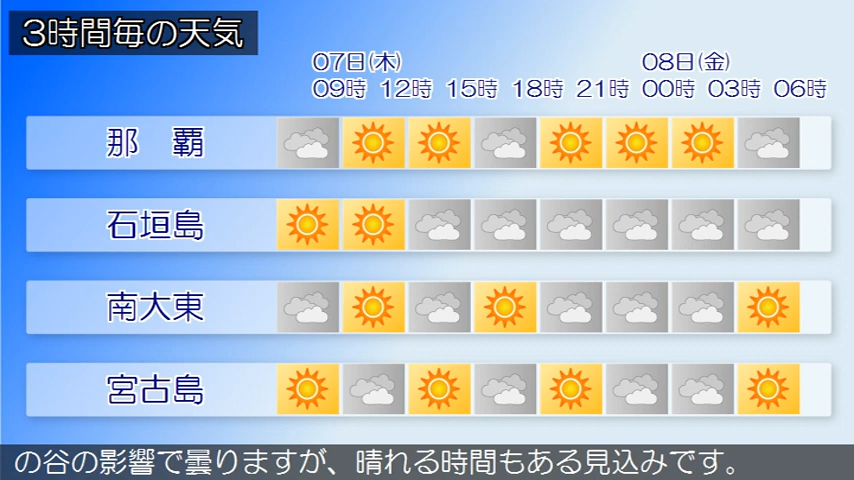 3時間毎の天気
07日(木) 08日(金)
09時 12時 15時 18時 21時 00時 03時 06時
那　覇
石垣島
南大東
宮古島
の谷の影響で曇りますが、晴れる時間もある見込みです。